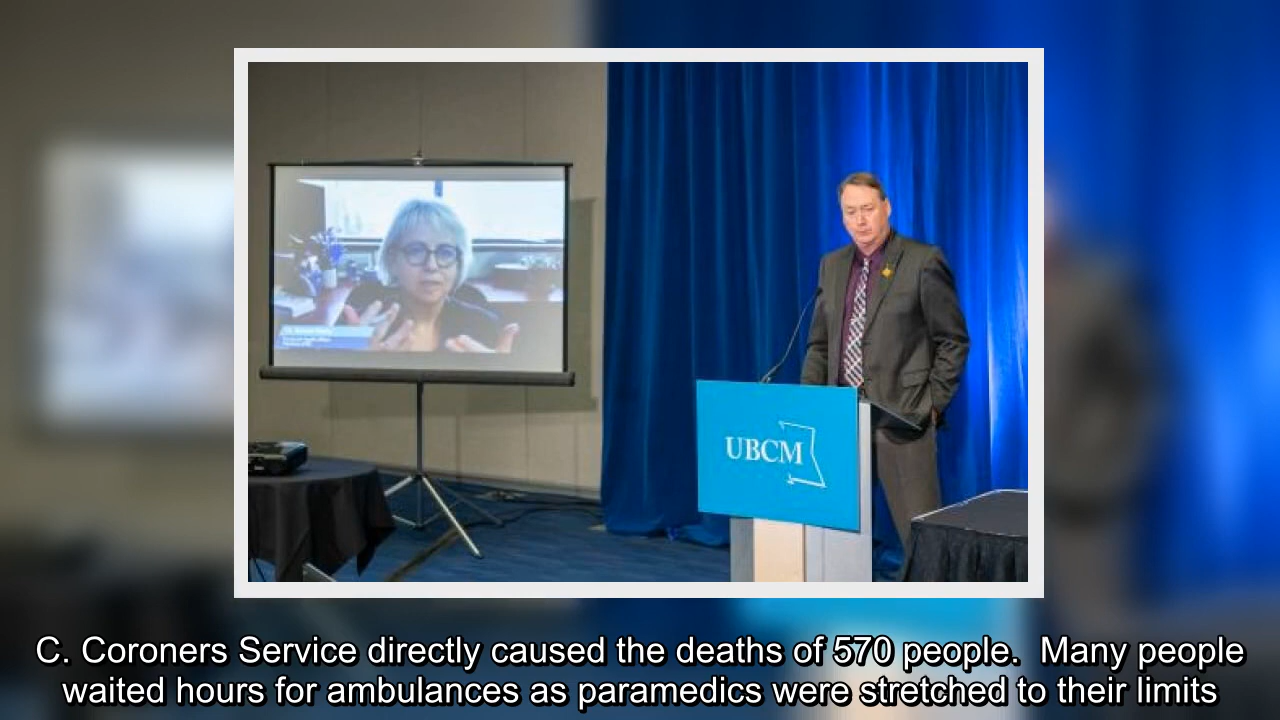 UBCM
C. Coroners Service directly caused the deaths of 570 people.  Many people
waited hours for ambulances as paramedics were stretched to their limits